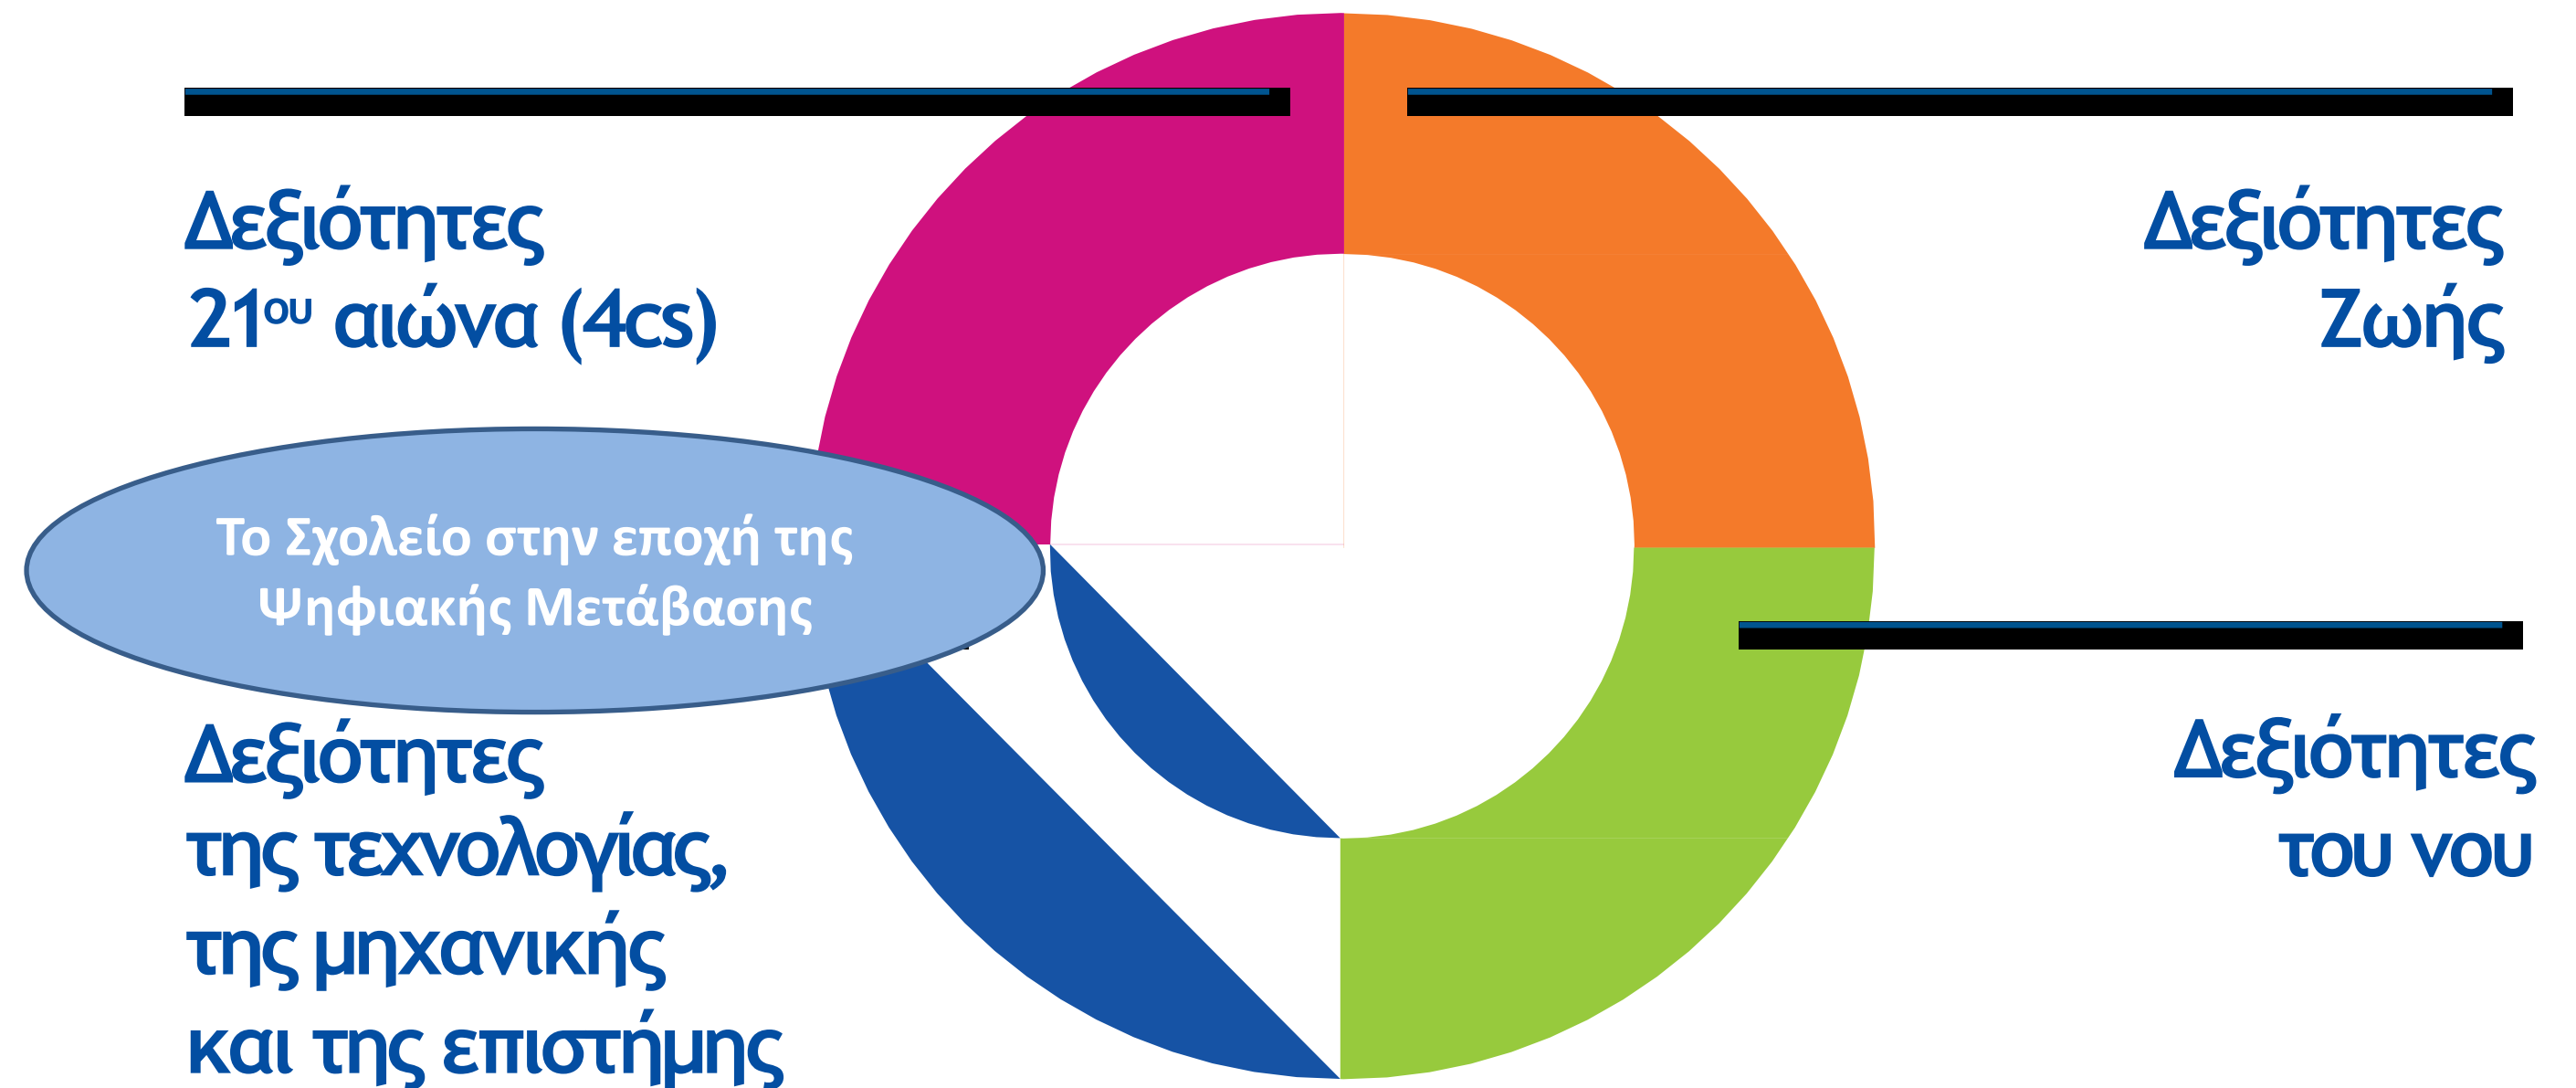 Δεξιότητες
21ου αιώνα (4cs)
Δεξιότητες
Ζωής
Το Σχολείο στην εποχή της
Ψηφιακής Μετάβασης
Δεξιότητες
της τεχνολογίας,
της μηχανικής
και της επιστήμης
Δεξιότητες
του νου